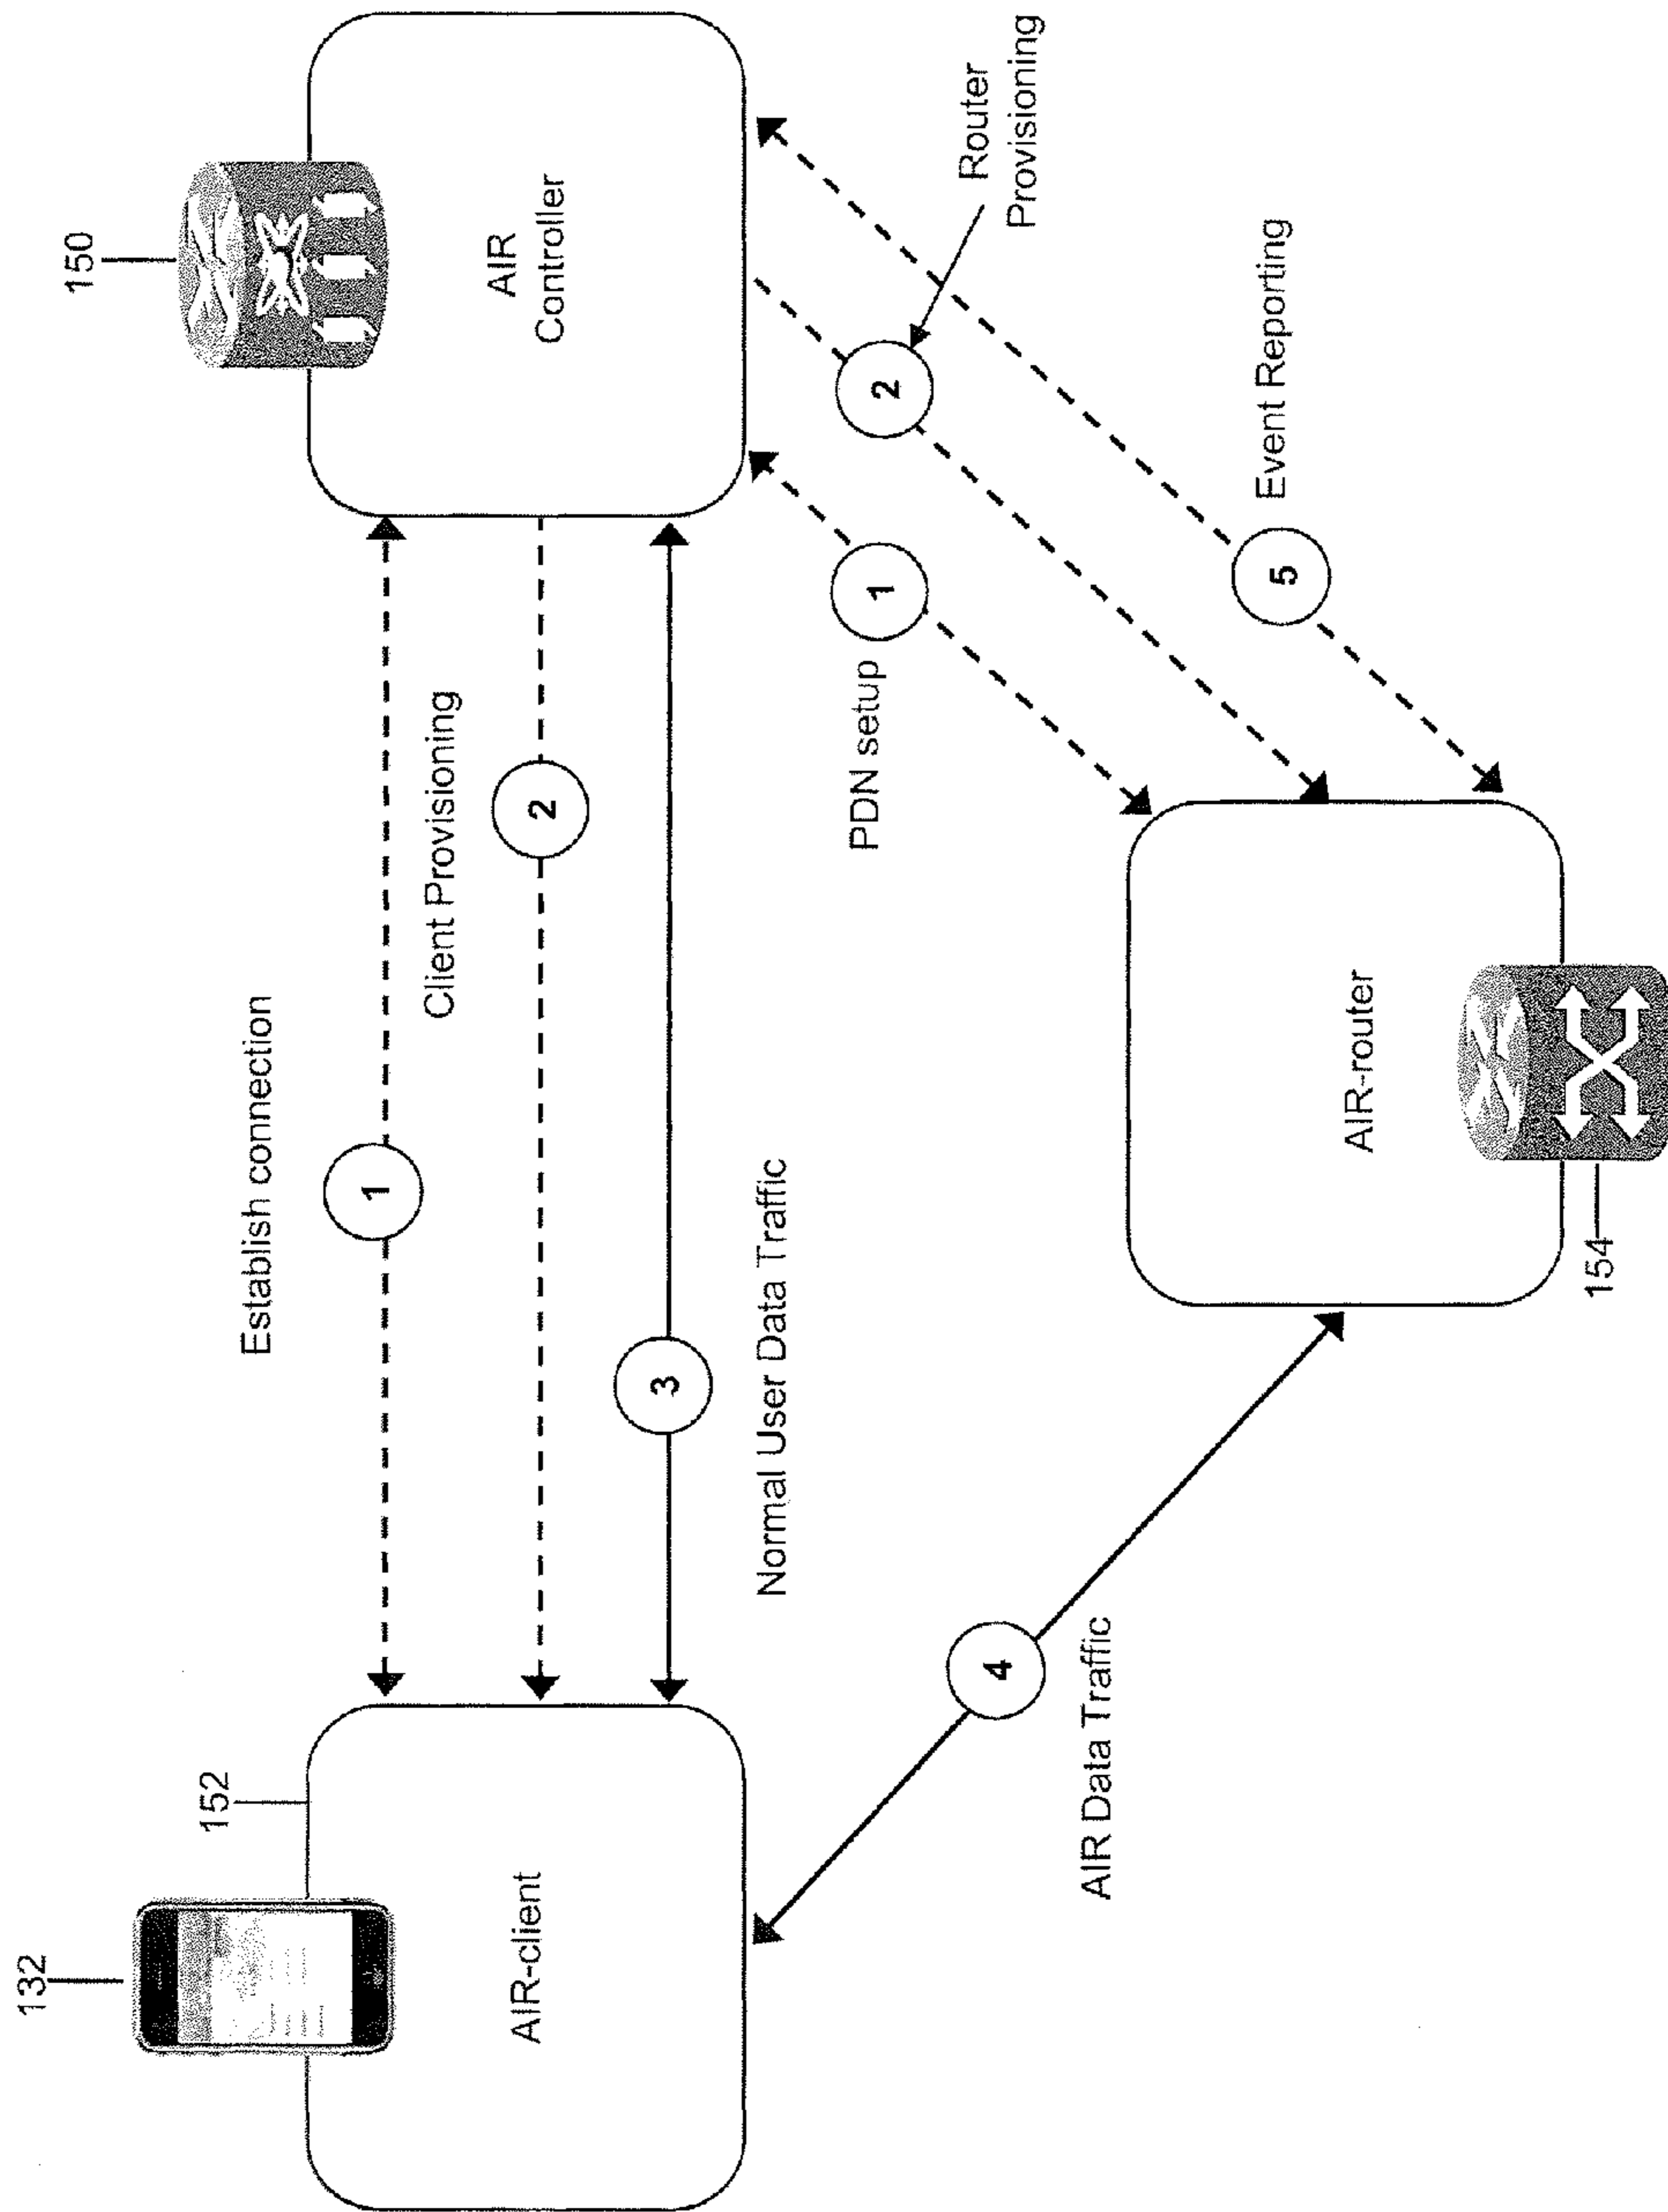 132
152
150
AIR-client
Establish connection
1
Client Provisioning
2
3
Normal User Data Traffic
AIR
Controller
4
AIR Data Traffic
PDN setup
1
2
Router
Provisioning
5
Event Reporting
AIR-router
154